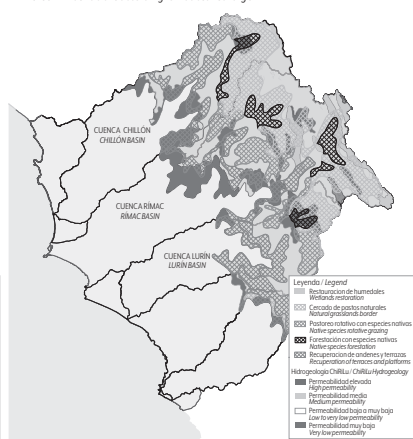 CUENCA CHILLÓN
CHILLÓN BASIN
CUENCA RÍMAC
RÍMAC BASIN
CUENCA LURÍN
LURÍN BASIN
Leyenda / Legend
Restauracion de humedales
Wetlands restoration
Cercado de pastos naturales
Natural grasslands border
Pastoreo rotativo con especies nativas
Native species rotative grazing
Forestación con especies nativas
Native species forestation
Recuperacion de andenes y terrazas
Recuperation of terraces and platforms
Hidrogeología ChiRiLu / ChiRiLu Hydrogeology
Permeabilidad elevada
High permeability
Permeabilidad media
Medium permeability
Permeabilidad baja a muy baja
Low to very low permeability
Permeabilidad muy baja
Very low permeability